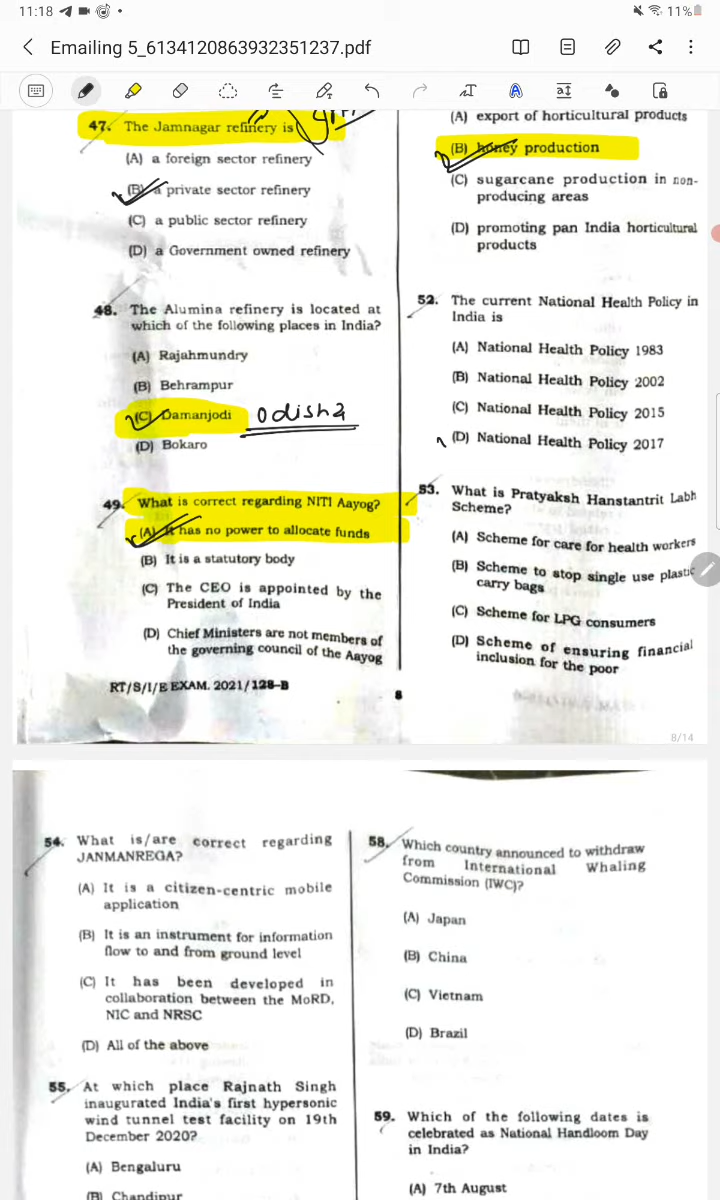 11:18
11%
Emailing 5_6134120863932351237.pdf
47. The Jamnagar refinery is
(A) a foreign sector refinery
(B) a private sector refinery
(C) a public sector refinery
(D) a Government owned refinery
48. The Alumina refinery is located at
which of the following places in India?
(A) Rajahmundry
(B) Behrampur
(C) Damanjodi odisha
(D) Bokaro
49. What is correct regarding NITI Aayog?
(A) It has no power to allocate funds
(B) It is a statutory body
(C) The CEO is appointed by the
President of India
(D) Chief Ministers are not members of
the governing council of the Aayog
RT/S/I/E EXAM. 2021/128-B
8
(A) export of horticultural products
(B) honey production
(C) sugarcane production in non-
producing areas
(D) promoting pan India horticultural
products
52. The current National Health Policy in
India is
(A) National Health Policy 1983
(B) National Health Policy 2002
(C) National Health Policy 2015
(D) National Health Policy 2017
53. What is Pratyaksh Hanstantrit Labh
Scheme?
(A) Scheme for care for health workers
(B) Scheme to stop single use plastic
carry bags
(C) Scheme for LPG consumers
(D) Scheme of ensuring financial
inclusion for the poor
8/14
54. What is/are correct regarding
JANMANREGA?
(A) It is a citizen-centric mobile
application
(B) It is an instrument for information
flow to and from ground level
(C) It has been developed in
collaboration between the MoRD,
NIC and NRSC
(D) All of the above
55. At which place Rajnath Singh
inaugurated India's first hypersonic
wind tunnel test facility on 19th
December 2020?
(A) Bengaluru
(B) Chandipur
58. Which country announced to withdraw
from International Whaling
Commission (IWC)?
(A) Japan
(B) China
(C) Vietnam
(D) Brazil
59. Which of the following dates is
celebrated as National Handloom Day
in India?
(A) 7th August